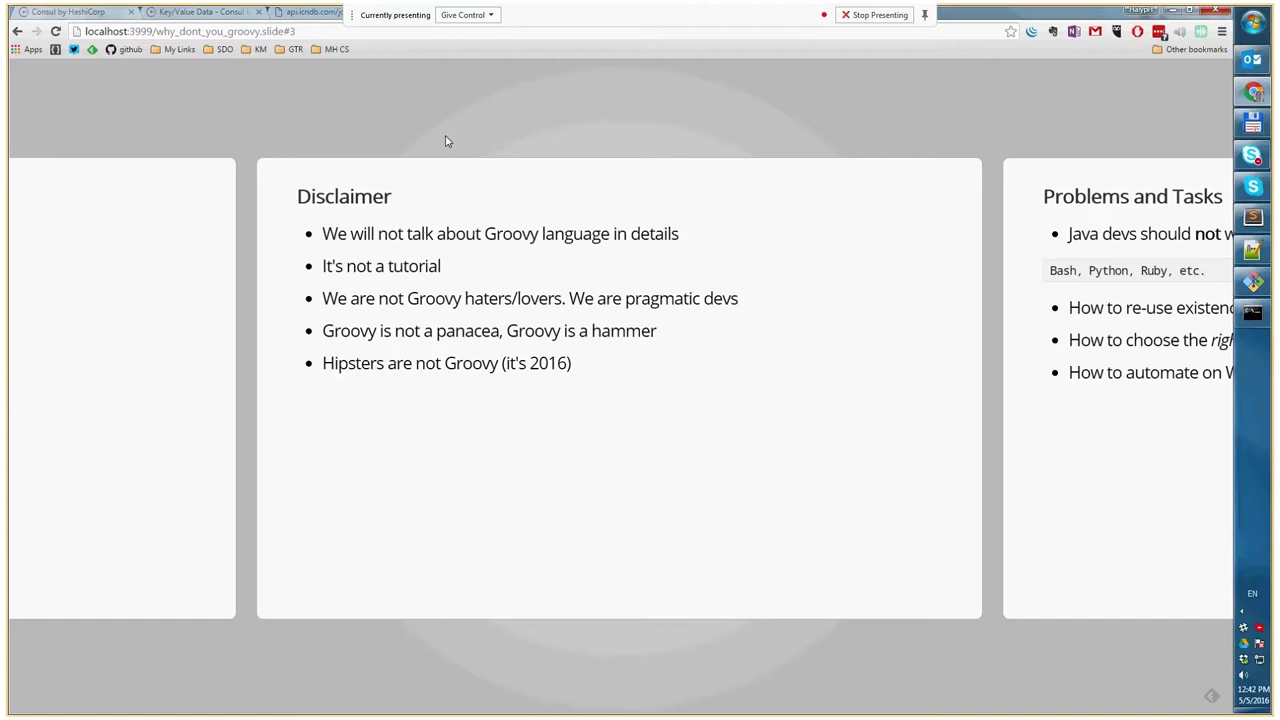 Consul by HashiCorp
Key/Value Data - Consul
api.icndb.com/jo
Currently presenting
Give Control
Stop Presenting
localhost:3999/why_dont_you_groovy.slide#3
Apps
github
My Links
SDO
KM
GTR
MH CS
Other bookmarks
Disclaimer
We will not talk about Groovy language in details
It's not a tutorial
We are not Groovy haters/lovers. We are pragmatic devs
Groovy is not a panacea, Groovy is a hammer
Hipsters are not Groovy (it's 2016)
Problems and Tasks
Java devs should not w
Bash, Python, Ruby, etc.
How to re-use existenc
How to choose the righ
How to automate on W
EN
12:42 PM
5/5/2016